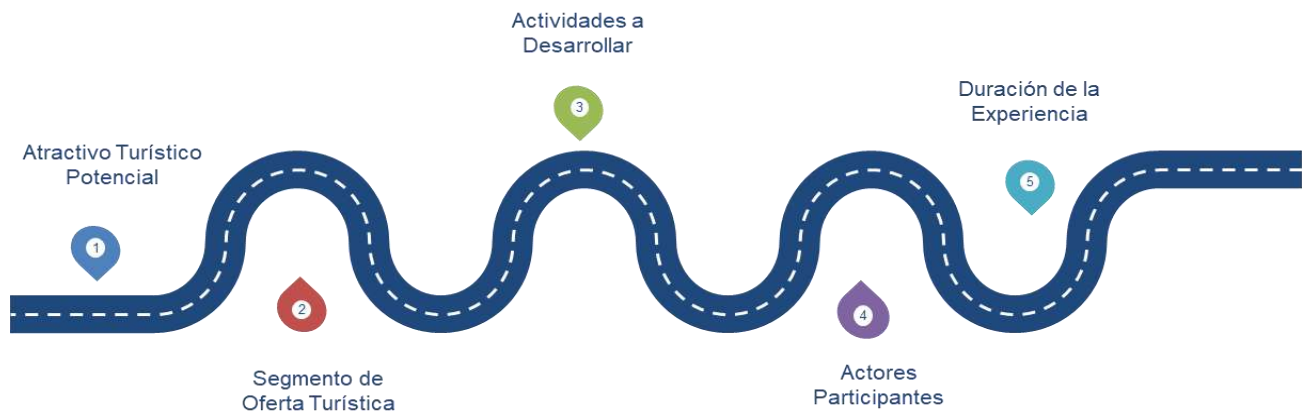 1
Atractivo Turístico
Potencial
2
Segmento de
Oferta Turística
3
Actividades a
Desarrollar
4
Actores
Participantes
5
Duración de la
Experiencia